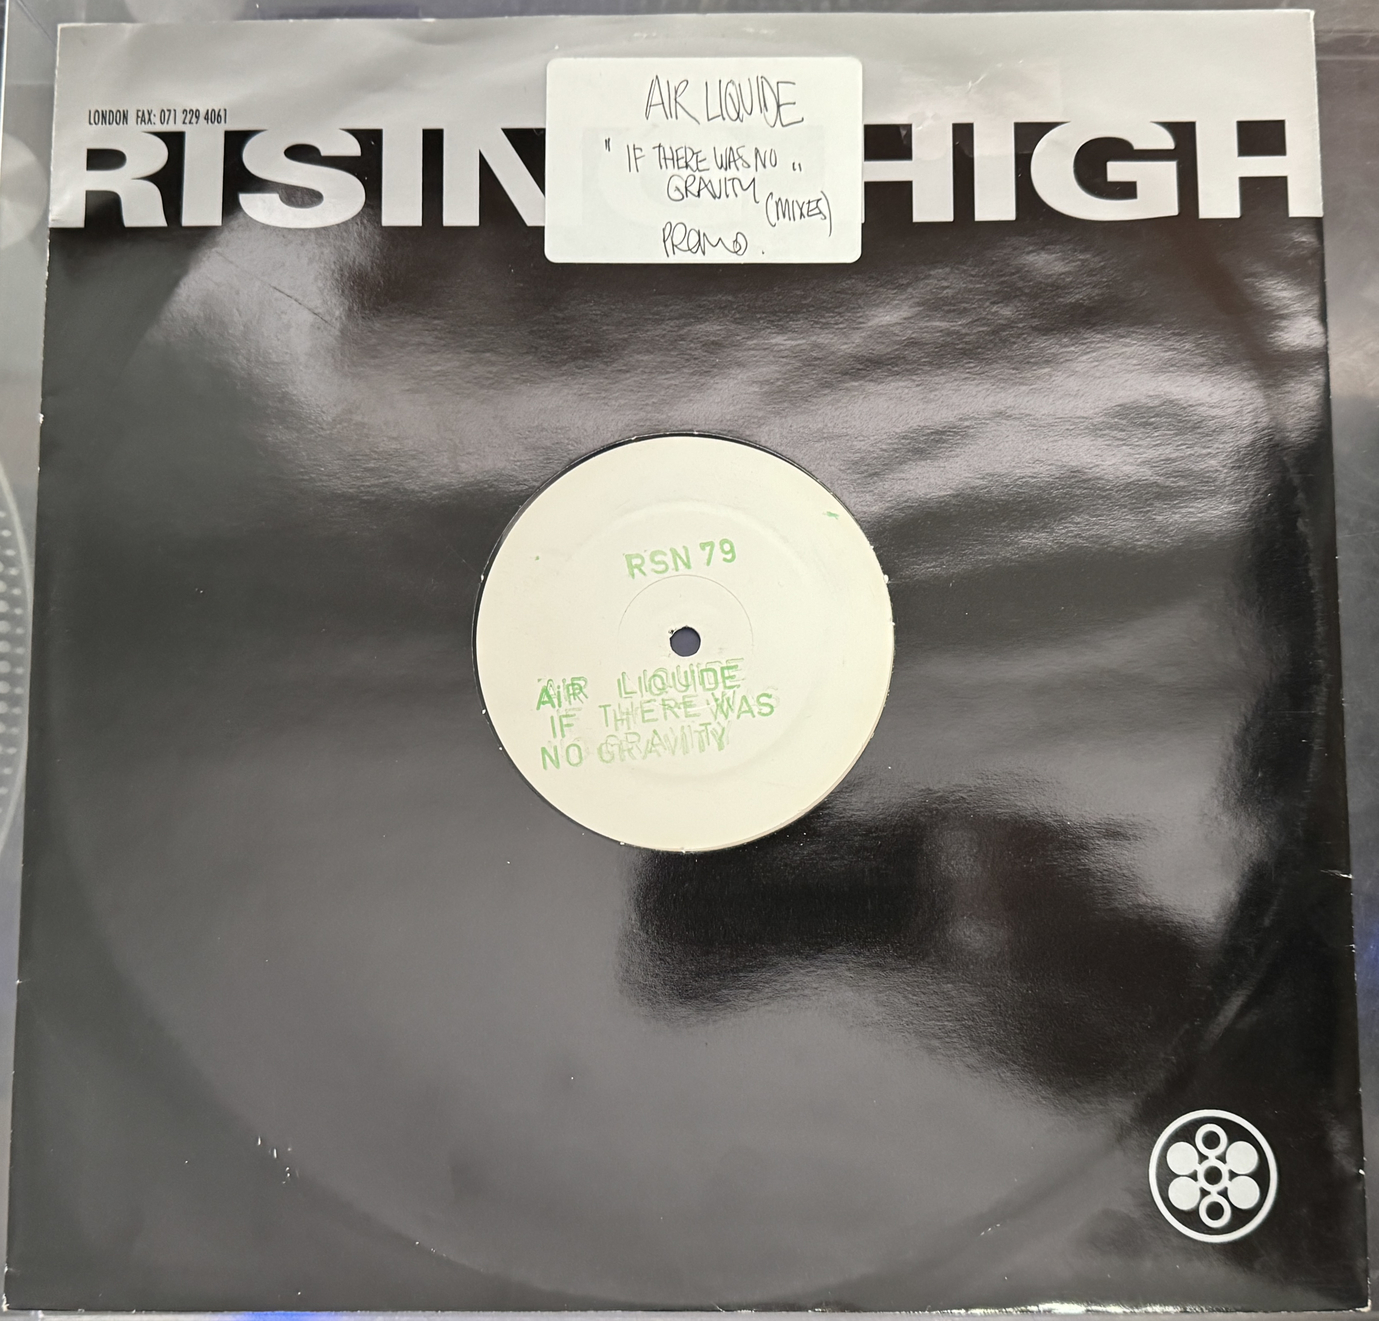 LONDON FAX: 071 229 4061
RISING HIGH
AIR LIQUIDE
" IF THERE WAS NO "
GRAVITY
(MIXES)
PROMO.
RSN 79
AIR LIQUIDE
IF THERE WAS
NO GRAVITY